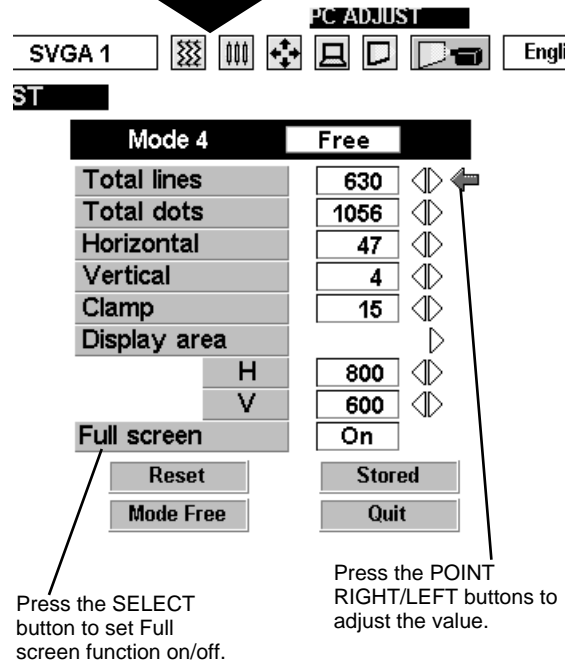 PC ADJUST
SVGA 1
Engli
ST
Mode 4 Free
Total lines 630
Total dots 1056
Horizontal 47
Vertical 4
Clamp 15
Display area
H 800
V 600
Full screen On
Reset Stored
Mode Free Quit
Press the SELECT
button to set Full
screen function on/off.
Press the POINT
RIGHT/LEFT buttons to
adjust the value.